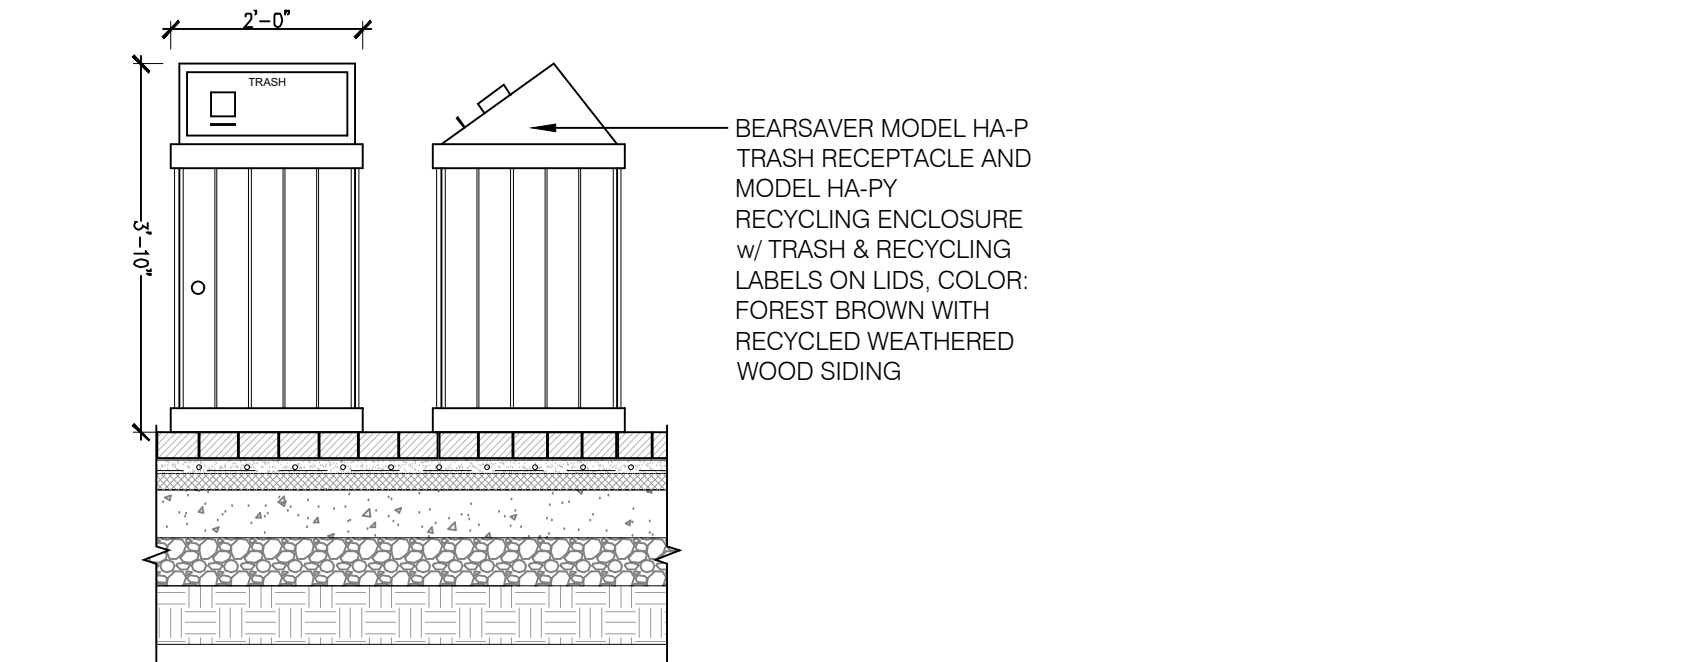 2'-0"
TRASH
3'-10"
BEARSAVER MODEL HA-P
TRASH RECEPTACLE AND
MODEL HA-PY
RECYCLING ENCLOSURE
w/ TRASH & RECYCLING
LABELS ON LIDS, COLOR:
FOREST BROWN WITH
RECYCLED WEATHERED
WOOD SIDING